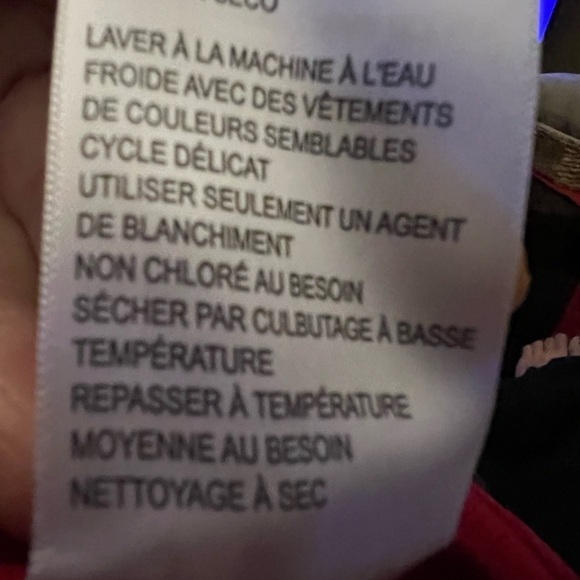 LAVER À LA MACHINE À L'EAU
FROIDE AVEC DES VÊTEMENTS
DE COULEURS SEMBLABLES
CYCLE DÉLICAT
UTILISER SEULEMENT UN AGENT
DE BLANCHIMENT
NON CHLORÉ AU BESOIN
SÉCHER PAR CULBUTAGE À BASSE
TEMPÉRATURE
REPASSER À TEMPÉRATURE
MOYENNE AU BESOIN
NETTOYAGE À SEC